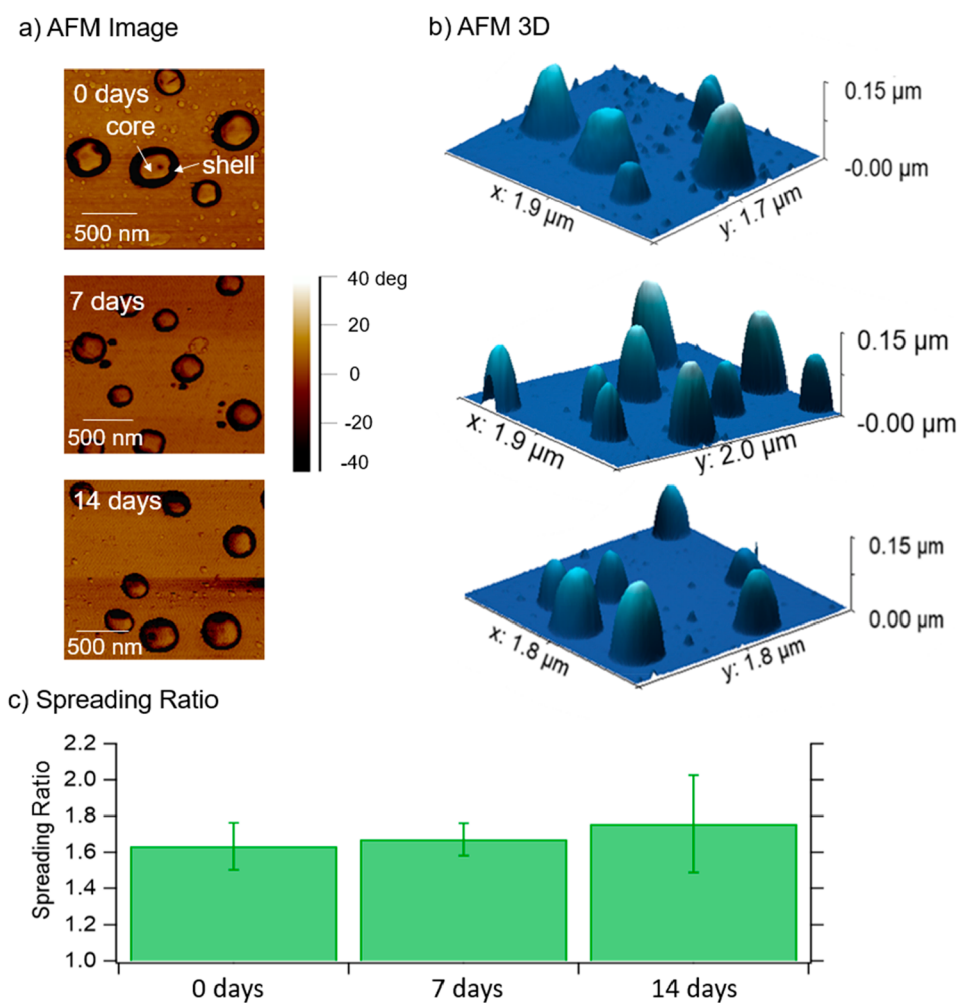 a) AFM Image
b) AFM 3D
0 days
core
shell
500 nm
7 days
500 nm
14 days
500 nm
40 deg
20
0
-20
-40
0.15 µm
-0.00 µm
x: 1.9 µm
y: 1.7 µm
0.15 µm
-0.00 µm
x: 1.9 µm
y: 2.0 µm
0.15 µm
0.00 µm
x: 1.8 µm
y: 1.8 µm
c) Spreading Ratio
Spreading Ratio
2.2
2.0
1.8
1.6
1.4
1.2
1.0
0 days
7 days
14 days